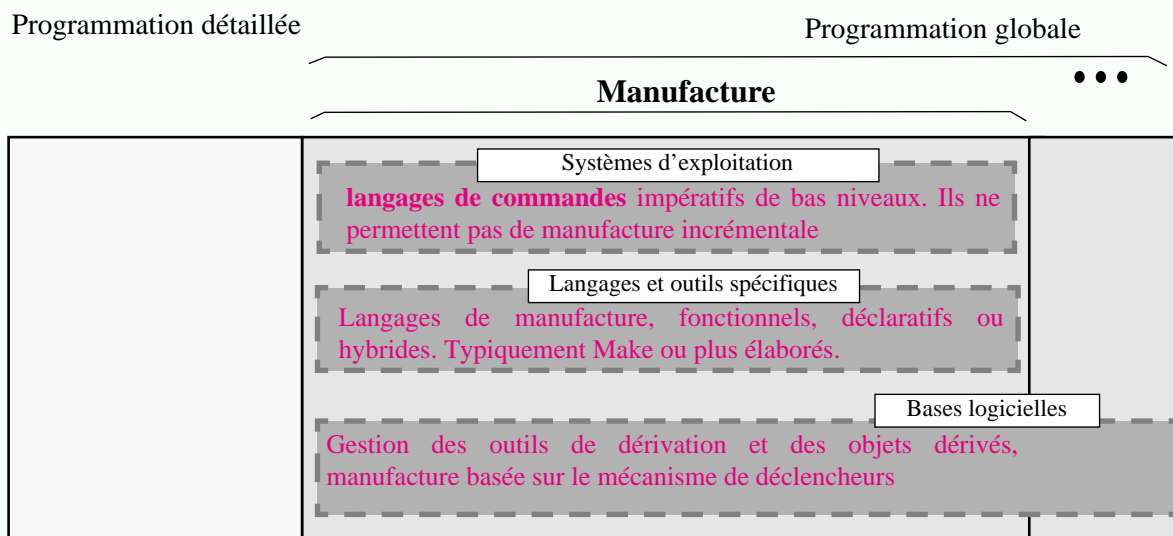 Programmation détaillée
Programmation globale
•••
Manufacture
Systèmes d’exploitation
langages de commandes impératifs de bas niveaux. Ils ne
permettent pas de manufacture incrémentale
Langages et outils spécifiques
Langages de manufacture, fonctionnels, déclaratifs ou
hybrides. Typiquement Make ou plus élaborés.
Bases logicielles
Gestion des outils de dérivation et des objets dérivés,
manufacture basée sur le mécanisme de déclencheurs